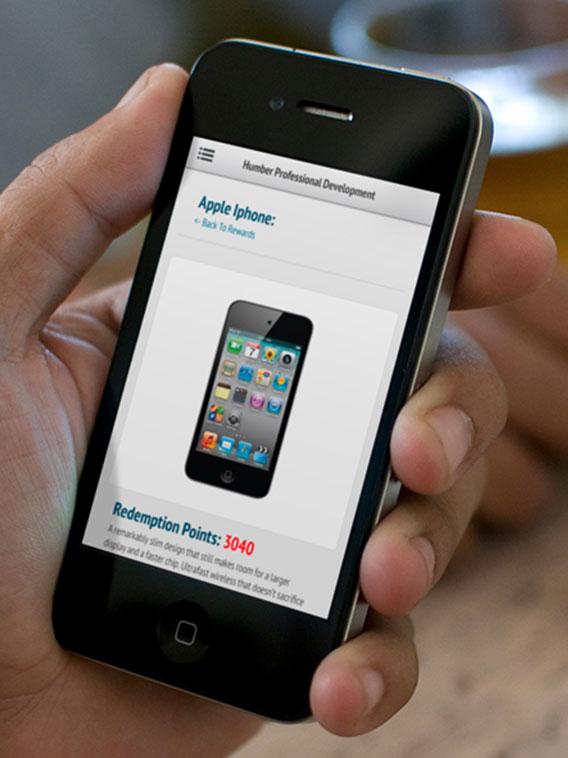 Humber Professional Development
Apple Iphone:
<- Back To Rewards
Redemption Points: 3040
A remarkably slim design that still makes room for a larger
display and a faster chip. Ultrafast wireless that doesn't sacrifice